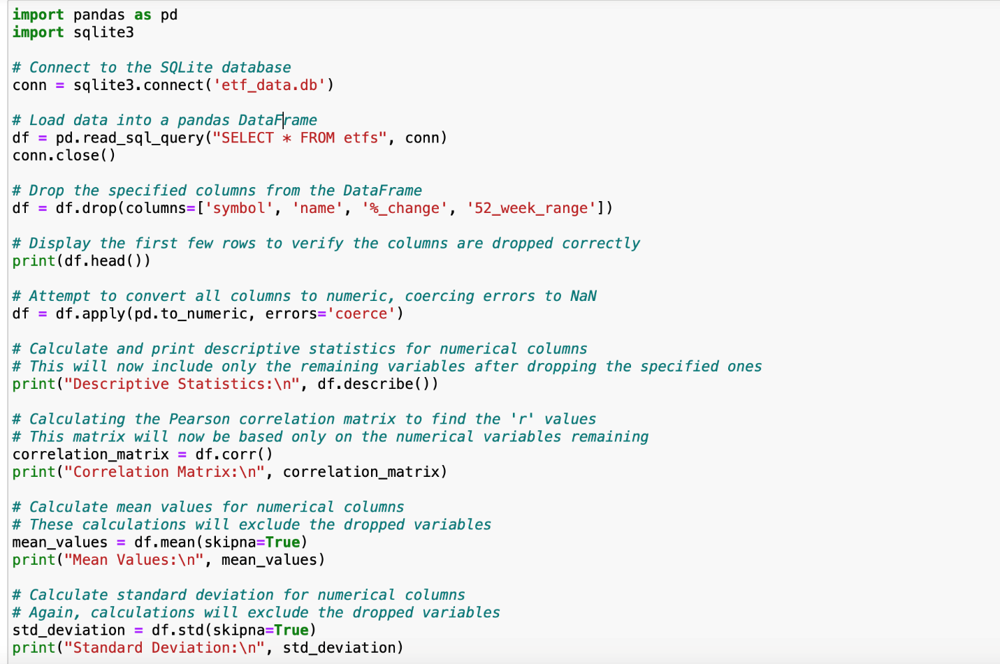 import pandas as pd
import sqlite3
# Connect to the SQLite database
conn = sqlite3.connect('etf_data.db')
# Load data into a pandas DataFrame
df = pd.read_sql_query("SELECT * FROM etfs", conn)
conn.close()
# Drop the specified columns from the DataFrame
df = df.drop(columns=['symbol', 'name', '%_change', '52_week_range'])
# Display the first few rows to verify the columns are dropped correctly
print(df.head())
# Attempt to convert all columns to numeric, coercing errors to NaN
df = df.apply(pd.to_numeric, errors='coerce')
# Calculate and print descriptive statistics for numerical columns
# This will now include only the remaining variables after dropping the specified ones
print("Descriptive Statistics:\n", df.describe())
# Calculating the Pearson correlation matrix to find the 'r' values
# This matrix will now be based only on the numerical variables remaining
correlation_matrix = df.corr()
print("Correlation Matrix:\n", correlation_matrix)
# Calculate mean values for numerical columns
# These calculations will exclude the dropped variables
mean_values = df.mean(skipna=True)
print("Mean Values:\n", mean_values)
# Calculate standard deviation for numerical columns
# Again, calculations will exclude the dropped variables
std_deviation = df.std(skipna=True)
print("Standard Deviation:\n", std_deviation)